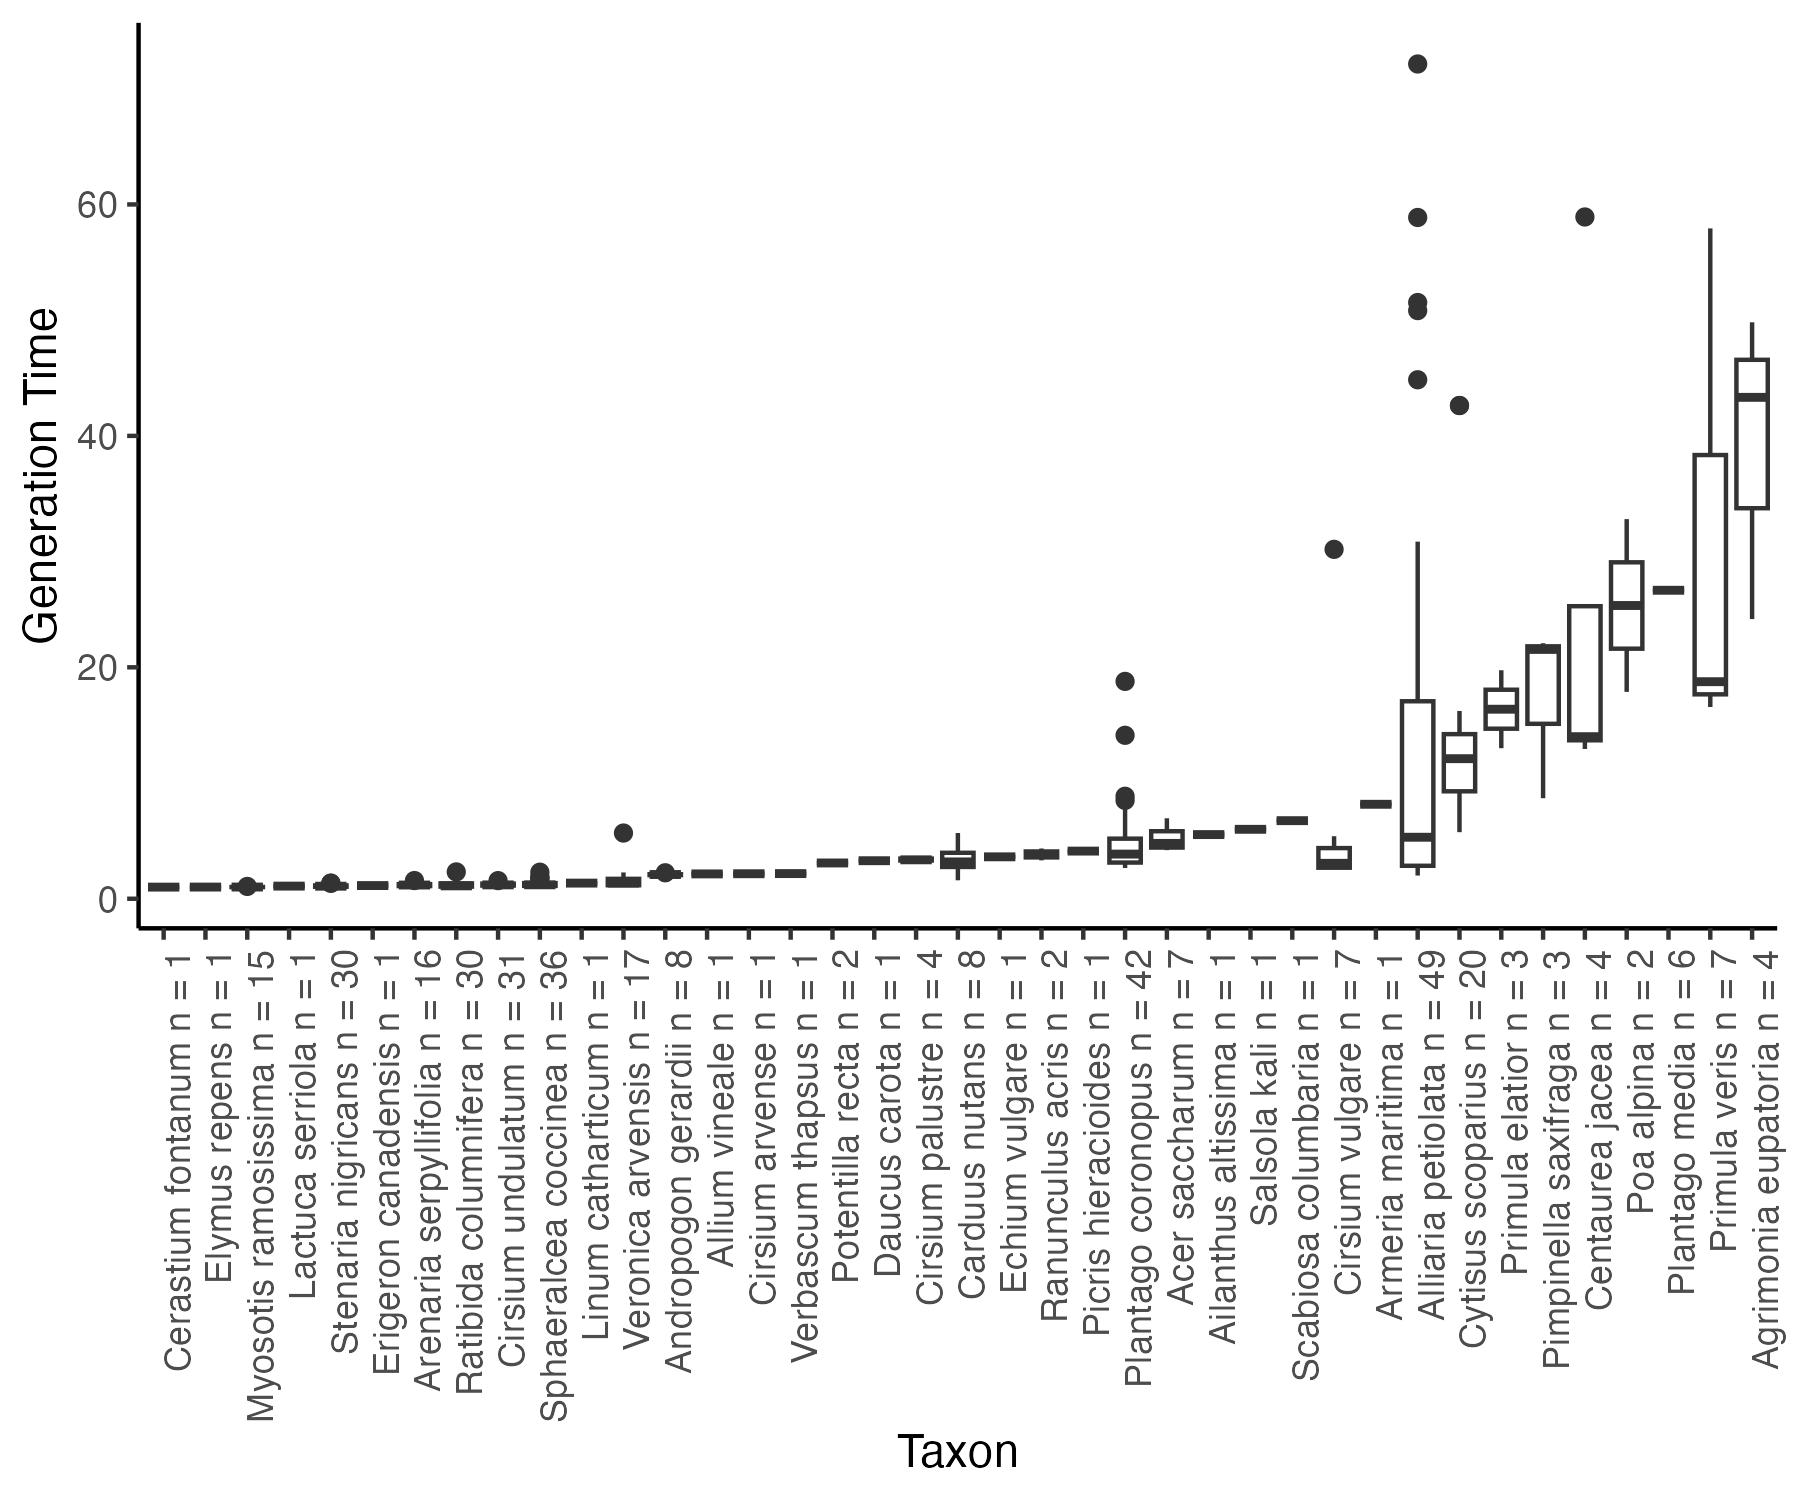 Generation Time
60
40
20
0
Cerastium fontanum n = 1
Elymus repens n = 1
Myosotis ramosissima n = 15
Lactuca serriola n = 1
Stenaria nigricans n = 30
Erigeron canadensis n = 1
Arenaria serpyllifolia n = 16
Ratibida columnifera n = 30
Cirsium undulatum n = 31
Sphaeralcea coccinea n = 36
Linum catharticum n = 1
Veronica arvensis n = 17
Andropogon gerardii n = 8
Allium vineale n = 1
Cirsium arvense n = 1
Verbascum thapsus n = 1
Potentilla recta n = 2
Daucus carota n = 1
Cirsium palustre n = 4
Carduus nutans n = 8
Echium vulgare n = 1
Ranunculus acris n = 2
Picris hieracioides n = 1
Plantago coronopus n = 42
Acer saccharum n = 7
Ailanthus altissima n = 1
Salsola kali n = 1
Scabiosa columbaria n = 1
Cirsium vulgare n = 7
Armeria maritima n = 1
Alliaria petiolata n = 49
Cytisus scoparius n = 20
Primula elatior n = 3
Pimpinella saxifraga n = 3
Centaurea jacea n = 4
Poa alpina n = 2
Plantago media n = 6
Primula veris n = 7
Agrimonia eupatoria n = 4
Taxon